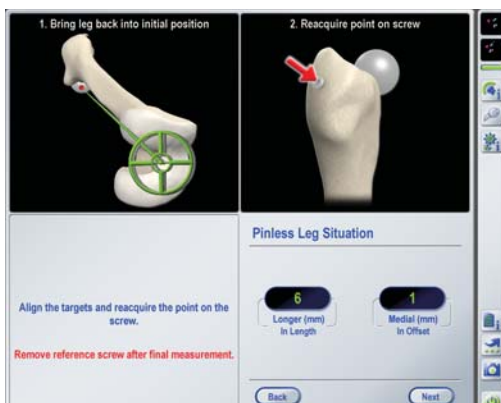 1. Bring leg back into initial position
2. Reacquire point on screw
Align the targets and reacquire the point on the
screw.
Remove reference screw after final measurement.
Pinless Leg Situation
6
Longer (mm)
In Length
1
Medial (mm)
In Offset
Back
Next